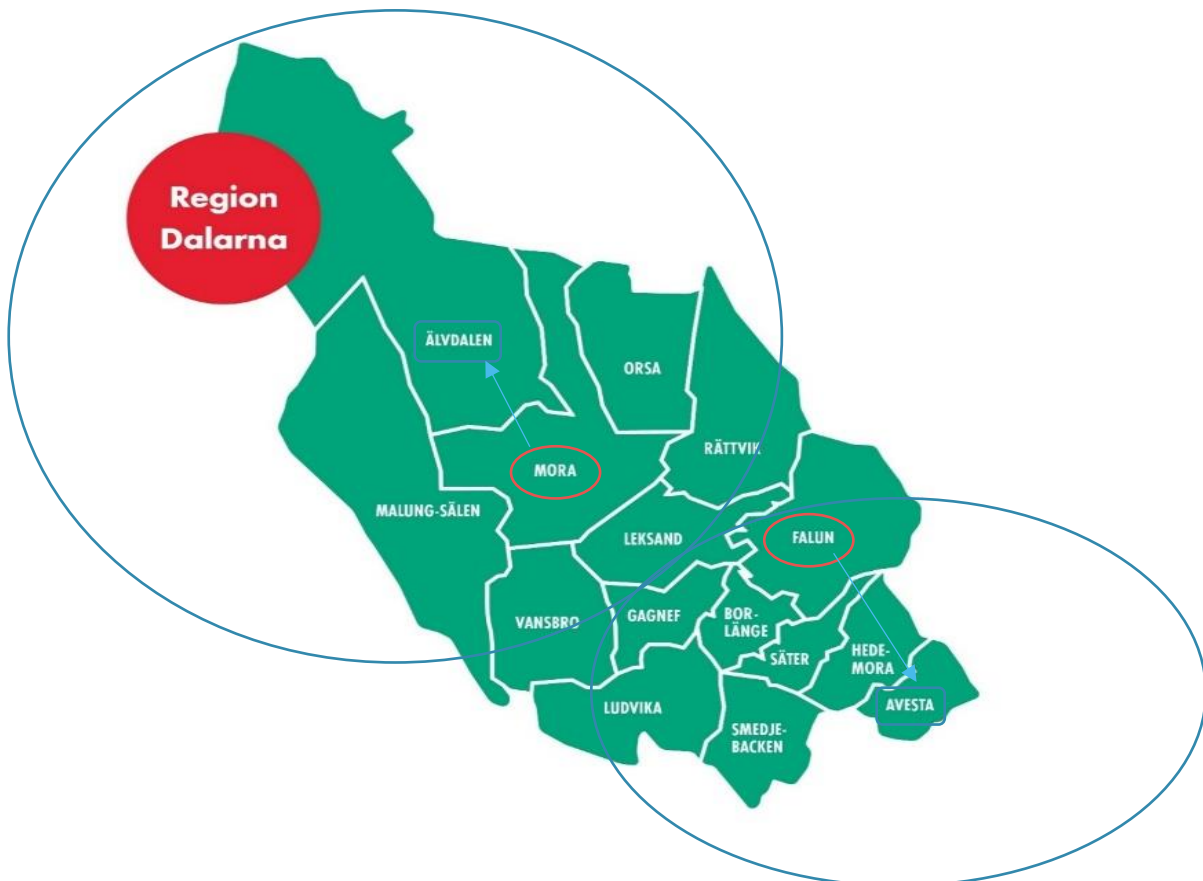 Region
Dalarna
ÄLVDALEN
ORSA
RÄTTVIK
MORA
MALUNG-SÄLEN
LEKSAND
FALUN
VANSBRO
GAGNEF
BOR-
LÄNGE
SÄTER
HEDE-
MORA
LUDVIKA
AVESTA
SMEDJE-
BACKEN